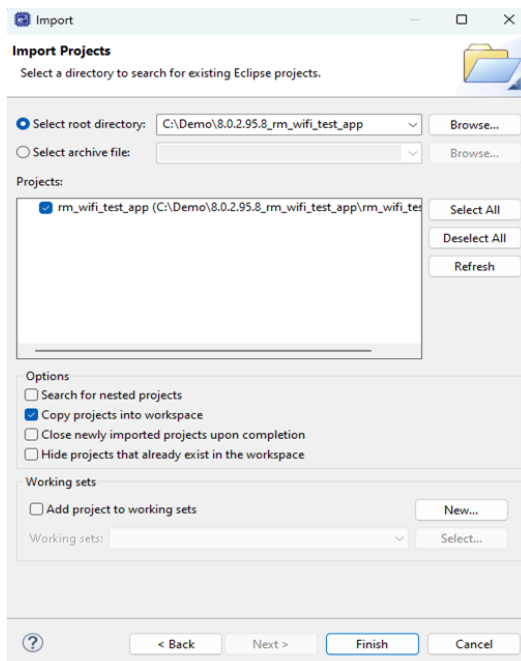 Import
Import Projects
Select a directory to search for existing Eclipse projects.
Select root directory: C:\Demo\8.0.2.95.8_rm_wifi_test_app Browse...
Select archive file: Browse...
Projects:
rm_wifi_test_app (C:\Demo\8.0.2.95.8_rm_wifi_test_app\rm_wifi_tes
Select All
Deselect All
Refresh
Options
Search for nested projects
Copy projects into workspace
Close newly imported projects upon completion
Hide projects that already exist in the workspace
Working sets
Add project to working sets New...
Working sets: Select...
? < Back Next > Finish Cancel